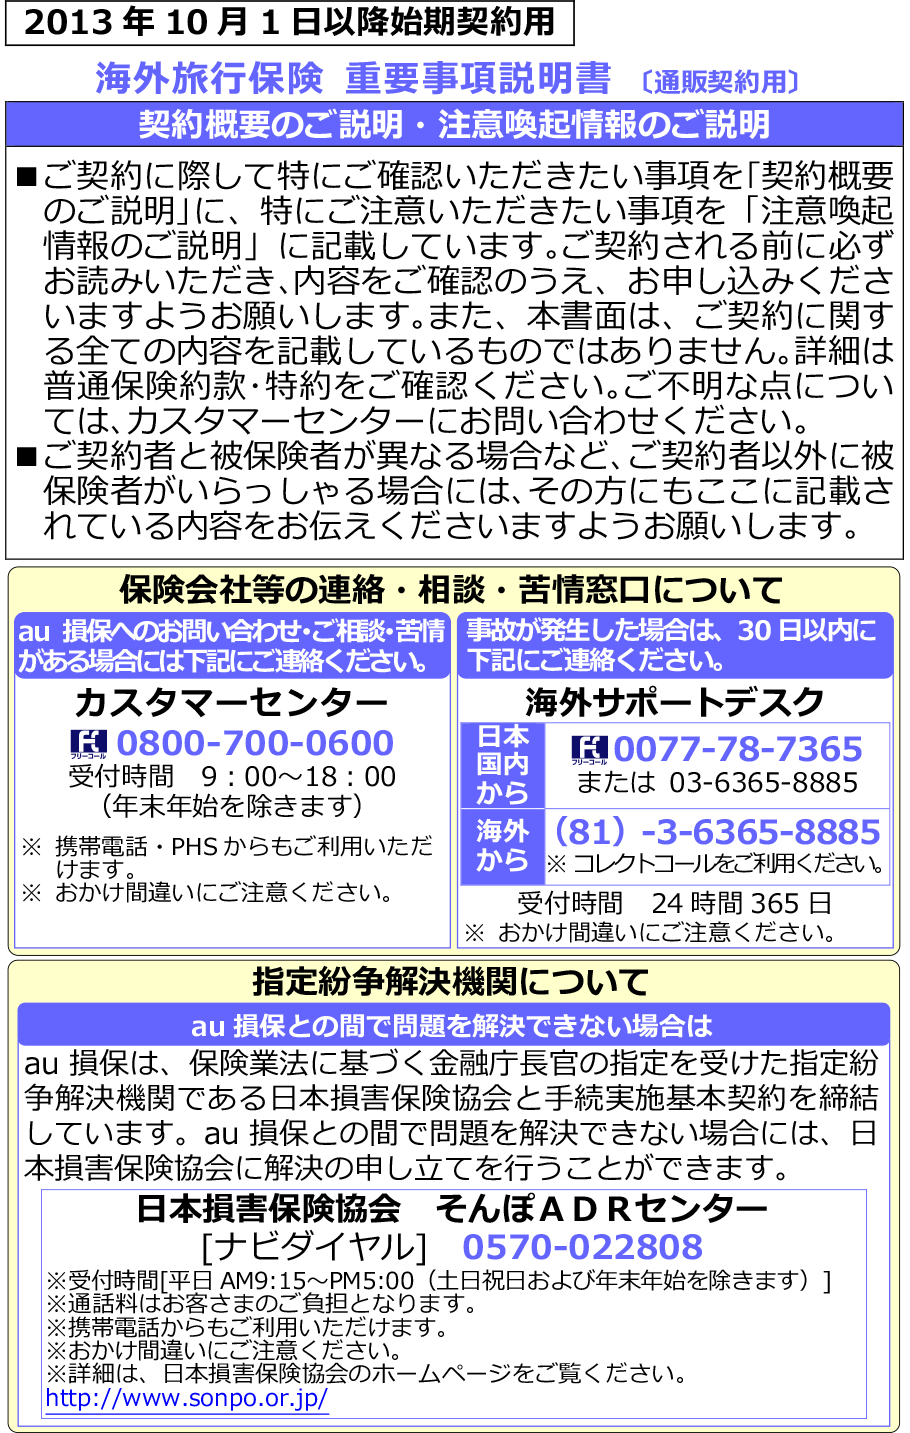 2013 年 10 月 1 日以降始期契約用
海外旅行保険 重要事項説明書 〔通販契約用〕
契約概要のご説明・注意喚起情報のご説明
■ご契約に際して特にご確認いただきたい事項を｢契約概要
のご説明｣に、特にご注意いただきたい事項を「注意喚起
情報のご説明」に記載しています。ご契約される前に必ず
お読みいただき、内容をご確認のうえ、お申し込みくださ
いますようお願いします。また、本書面は、ご契約に関す
る全ての内容を記載しているものではありません。詳細は
普通保険約款・特約をご確認ください。ご不明な点につい
ては、カスタマーセンターにお問い合わせください。
■ご契約者と被保険者が異なる場合など、ご契約者以外に被
保険者がいらっしゃる場合には、その方にもここに記載さ
れている内容をお伝えくださいますようお願いします。
保険会社等の連絡・相談・苦情窓口について
au 損保へのお問い合わせ・ご相談・苦情
がある場合には下記にご連絡ください。
カスタマーセンター
フリーコール 0800-700-0600
受付時間　9：00～18：00
（年末年始を除きます）
※ 携帯電話・PHS からもご利用いただ
けます。
※ おかけ間違いにご注意ください。
事故が発生した場合は、30 日以内に
下記にご連絡ください。
海外サポートデスク
日本
国内
から
フリーコール 0077-78-7365
または 03-6365-8885
海外
から
（81）-3-6365-8885
※ コレクトコールをご利用ください。
受付時間　24 時間 365 日
※ おかけ間違いにご注意ください。
指定紛争解決機関について
au 損保との間で問題を解決できない場合は
au 損保は、保険業法に基づく金融庁長官の指定を受けた指定紛
争解決機関である日本損害保険協会と手続実施基本契約を締結
しています。au 損保との間で問題を解決できない場合には、日
本損害保険協会に解決の申し立てを行うことができます。
日本損害保険協会　そんぽＡＤＲセンター
[ナビダイヤル]　0570-022808
※受付時間[平日 AM9:15～PM5:00（土日祝日および年末年始を除きます）]
※通話料はお客さまのご負担となります。
※携帯電話からもご利用いただけます。
※おかけ間違いにご注意ください。
※詳細は、日本損害保険協会のホームページをご覧ください。
http://www.sonpo.or.jp/